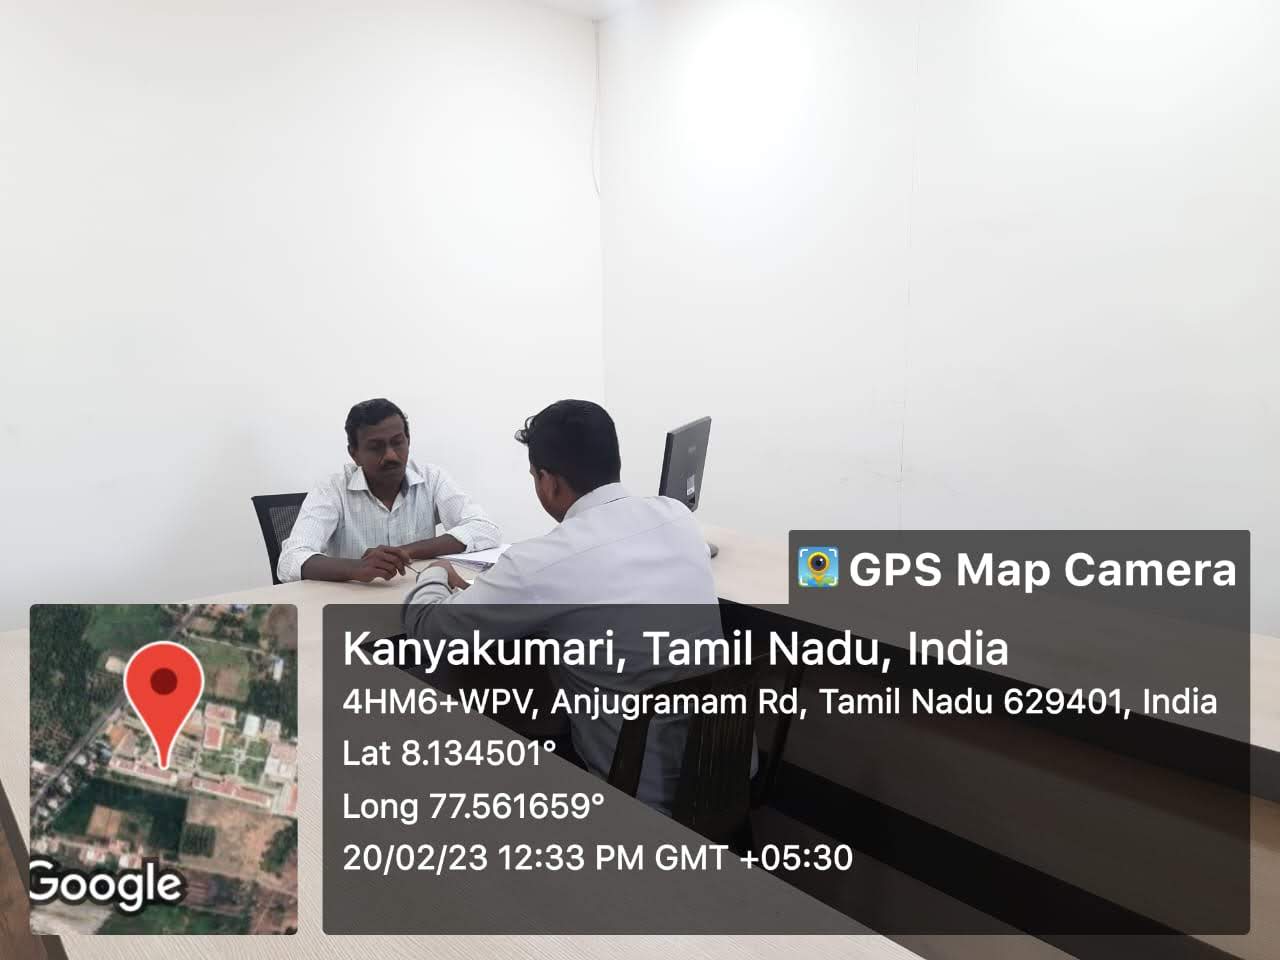 GPS Map Camera
Kanyakumari, Tamil Nadu, India
4HM6+WPV, Anjugramam Rd, Tamil Nadu 629401, India
Lat 8.134501°
Long 77.561659°
20/02/23 12:33 PM GMT +05:30
Google